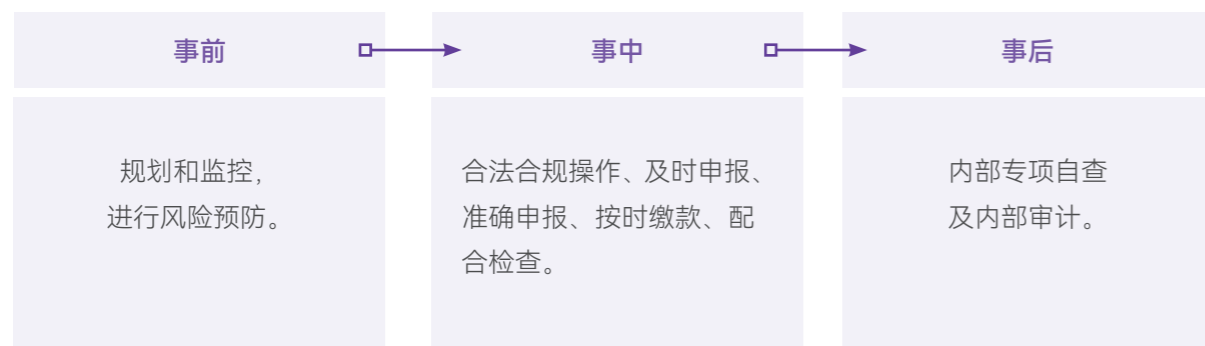 事前
事中
事后
规划和监控,
进行风险预防。
合法合规操作、及时申报、
准确申报、按时缴款、配
合检查。
内部专项自查
及内部审计。